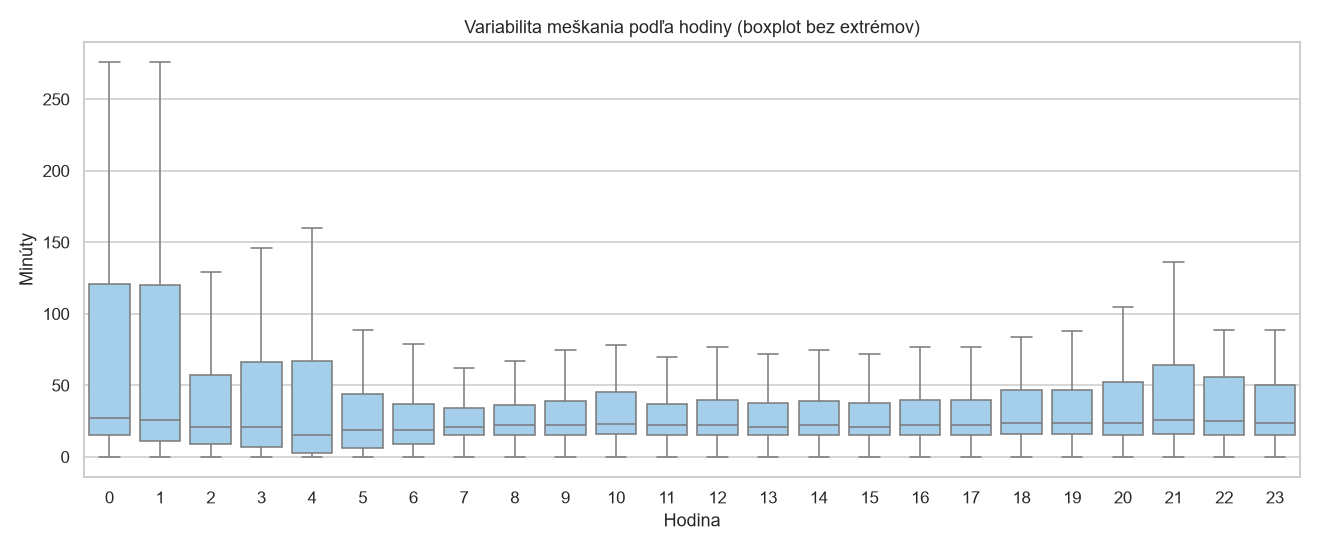 Variabilita meškania podľa hodiny (boxplot bez extrémov)
Minúty
250
200
150
100
50
0
0 1 2 3 4 5 6 7 8 9 10 11 12 13 14 15 16 17 18 19 20 21 22 23
Hodina